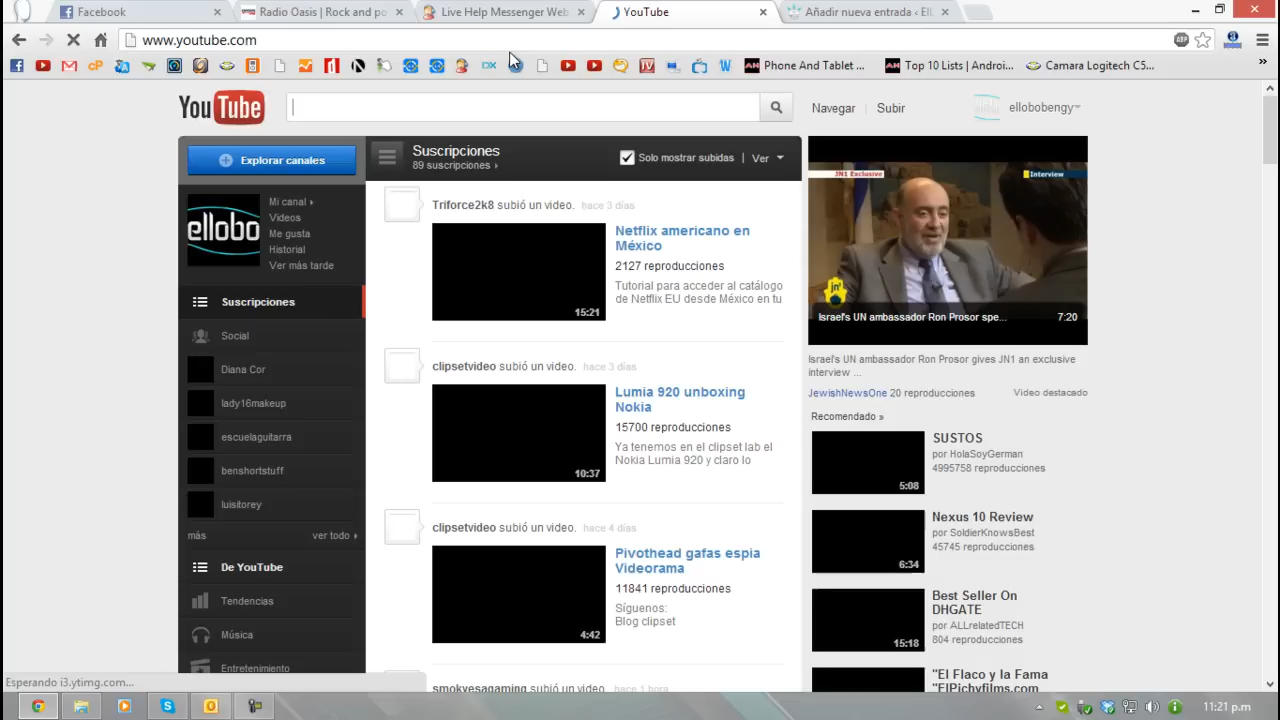 Facebook
Radio Oasis | Rock and po
Live Help Messenger Web
YouTube
Añadir nueva entrada ‹ ElL
www.youtube.com
ABP
Phone And Tablet ...
Top 10 Lists | Androi...
Camara Logitech C5...
YouTube
Navegar | Subir
ellobobengy
Explorar canales
ellobo
Mi canal
Videos
Me gusta
Historial
Ver más tarde
Suscripciones
Social
Diana Cor
lady16makeup
escuelaguitarra
benshortstuff
luisitorey
más
ver todo
De YouTube
Tendencias
Música
Entretenimiento
Suscripciones
89 suscripciones
Solo mostrar subidas | Ver
Triforce2k8 subió un video. hace 3 días
15:21
Netflix americano en
México
2127 reproducciones
Tutorial para acceder al catálogo
de Netflix EU desde México en tu
clipsetvideo subió un video. hace 3 días
10:37
Lumia 920 unboxing
Nokia
15700 reproducciones
Ya tenemos en el clipset lab el
Nokia Lumia 920 y claro lo
clipsetvideo subió un video. hace 4 días
4:42
Pivothead gafas espia
Videorama
11841 reproducciones
Síguenos:
Blog clipset
smokyesagaming subió un video. hace 1 hora
JN1 Exclusive
Interview
jn!
Israel's UN ambassador Ron Prosor spe...
7:20
Israel's UN ambassador Ron Prosor gives JN1 an exclusive
interview ...
JewishNewsOne 20 reproducciones
Video destacado
Recomendado »
5:08
SUSTOS
por HolaSoyGerman
4995758 reproducciones
6:34
Nexus 10 Review
por SoldierKnowsBest
45745 reproducciones
15:18
Best Seller On
DHGATE
por ALLrelatedTECH
804 reproducciones
"El Flaco y la Fama
"ElPichyfilms.com
Esperando i3.ytimg.com...
11:21 p.m